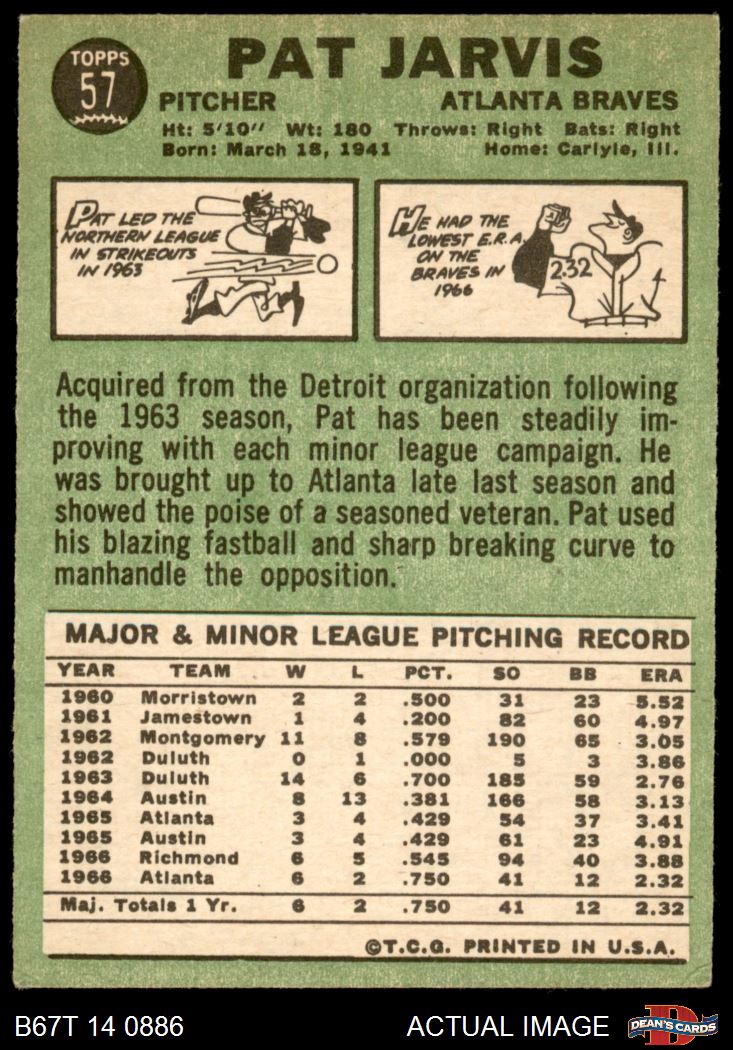 TOPPS
57
PAT JARVIS
PITCHER ATLANTA BRAVES
Ht: 5'10" Wt: 180 Throws: Right Bats: Right
Born: March 18, 1941 Home: Carlyle, Ill.
PAT LED THE
NORTHERN LEAGUE
IN STRIKEOUTS
IN 1963
HE HAD THE
LOWEST E.R.A.
ON THE
BRAVES IN
1966
2.32
Acquired from the Detroit organization following
the 1963 season, Pat has been steadily im-
proving with each minor league campaign. He
was brought up to Atlanta late last season and
showed the poise of a seasoned veteran. Pat used
his blazing fastball and sharp breaking curve to
manhandle the opposition.
MAJOR & MINOR LEAGUE PITCHING RECORD
YEAR TEAM W L PCT. SO BB ERA
1960 Morristown 2 2 .500 31 23 5.52
1961 Jamestown 1 4 .200 82 60 4.97
1962 Montgomery 11 8 .579 190 65 3.05
1962 Duluth 0 1 .000 5 3 3.86
1963 Duluth 14 6 .700 185 59 2.76
1964 Austin 8 13 .381 166 58 3.13
1965 Atlanta 3 4 .429 54 37 3.41
1965 Austin 3 4 .429 61 23 4.91
1966 Richmond 6 5 .545 94 40 3.88
1966 Atlanta 6 2 .750 41 12 2.32
Maj. Totals 1 Yr. 6 2 .750 41 12 2.32
©T.C.G. PRINTED IN U.S.A.
B67T 14 0886 ACTUAL IMAGE D DEAN'S CARDS